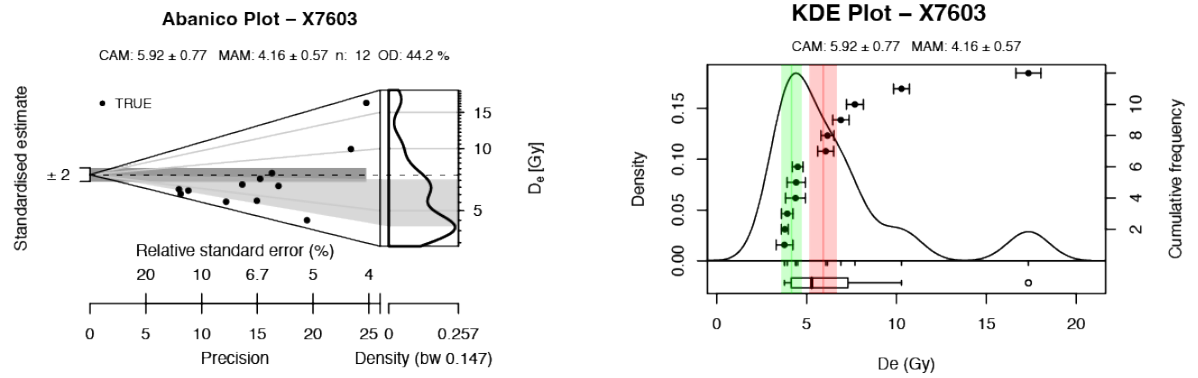 Abanico Plot – X7603
CAM: 5.92 ± 0.77 MAM: 4.16 ± 0.57 n: 12 OD: 44.2 %
Standardised estimate
± 2
TRUE
15
10
5
De [Gy]
Relative standard error (%)
20 10 6.7 5 4
0 5 10 15 20 25 0 0.257
Precision Density (bw 0.147)
KDE Plot – X7603
CAM: 5.92 ± 0.77 MAM: 4.16 ± 0.57
Density
0.00 0.05 0.10 0.15
Cumulative frequency
2 4 6 8 10
0 5 10 15 20
De (Gy)